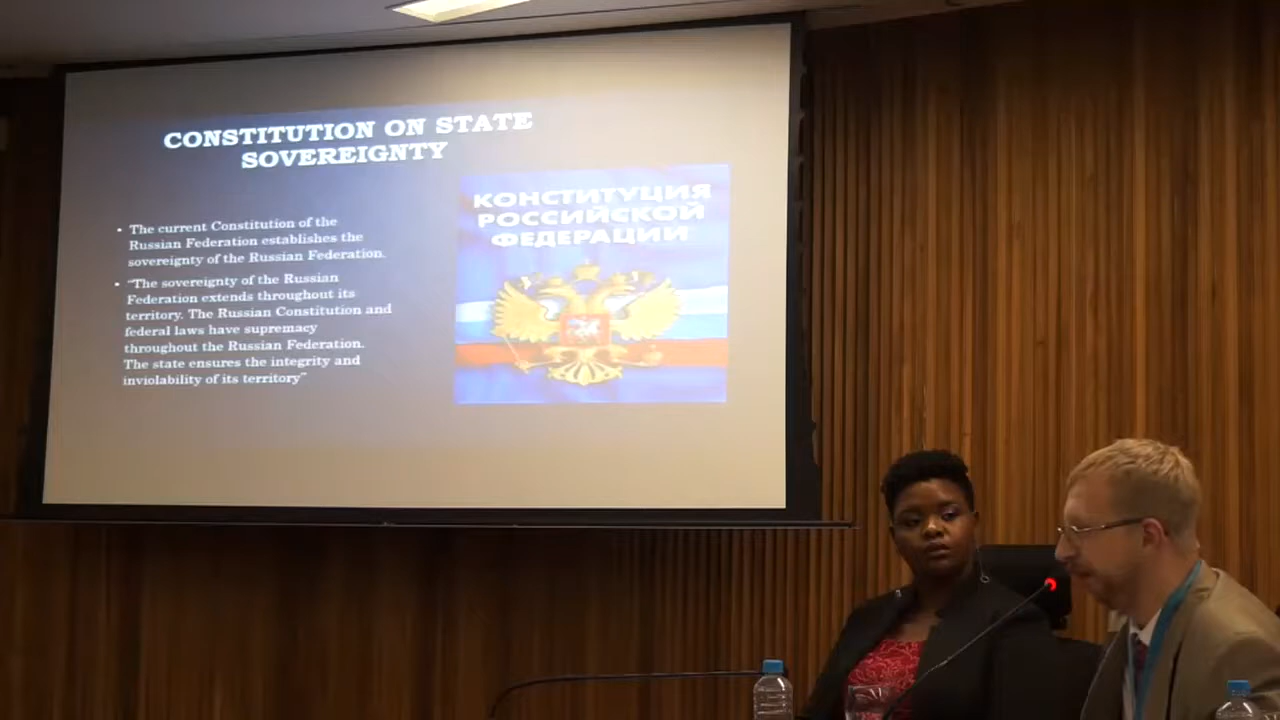 CONSTITUTION ON STATE
SOVEREIGNTY
• The current Constitution of the
Russian Federation establishes the
sovereignty of the Russian Federation.
• "The sovereignty of the Russian
Federation extends throughout its
territory. The Russian Constitution and
federal laws have supremacy
throughout the Russian Federation.
The state ensures the integrity and
inviolability of its territory"
КОНСТИТУЦИЯ
РОССИЙСКОЙ
ФЕДЕРАЦИИ